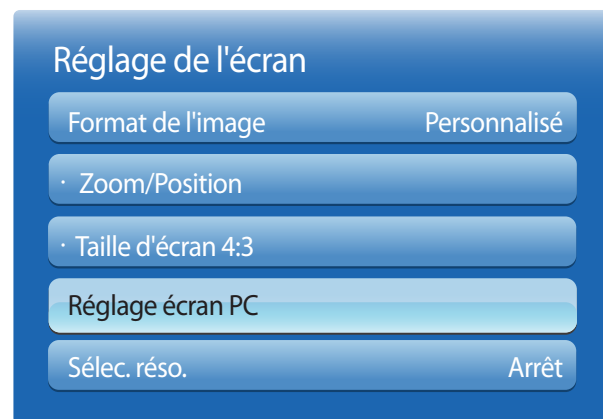 Réglage de l'écran
Format de l'image Personnalisé
· Zoom/Position
· Taille d'écran 4:3
Réglage écran PC
Sélec. réso. Arrêt